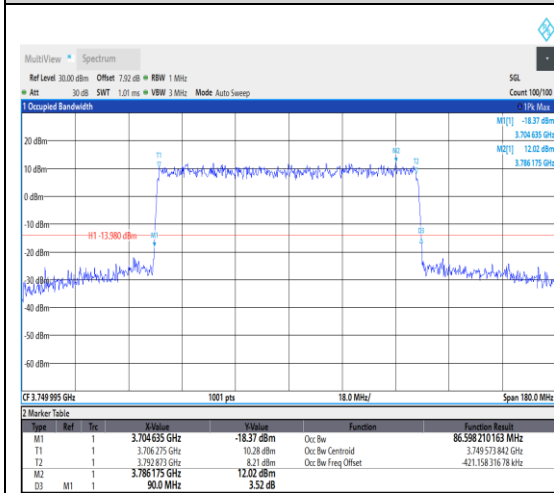 MultiView Spectrum
Ref Level 30.00 dBm Offset 7.92 dB RBW 1 MHz SGL
Att 30 dB SWT 1.01 ms VBW 3 MHz Mode Auto Sweep Count 100/100
1 Occupied Bandwidth 1Pk Max
M1[1] -18.37 dBm
3.704 635 GHz
M2[1] 12.02 dBm
3.786 175 GHz
20 dBm
10 dBm
0 dBm
-10 dBm
-20 dBm
-30 dBm
-40 dBm
-50 dBm
-60 dBm
T1
M2
T2
H1 -13.980 dBm
M1
D3
CF 3.749 995 GHz 1001 pts 18.0 MHz/ Span 180.0 MHz
2 Marker Table
Type Ref Trc X-Value Y-Value Function Function Result
M1 1 3.704 635 GHz -18.37 dBm Occ Bw 86.598 210 163 MHz
T1 1 3.706 275 GHz 10.28 dBm Occ Bw Centroid 3.749 573 842 GHz
T2 1 3.792 873 GHz 8.21 dBm Occ Bw Freq Offset -421.158 316 78 kHz
M2 1 3.786 175 GHz 12.02 dBm
D3 M1 1 90.0 MHz 3.52 dB